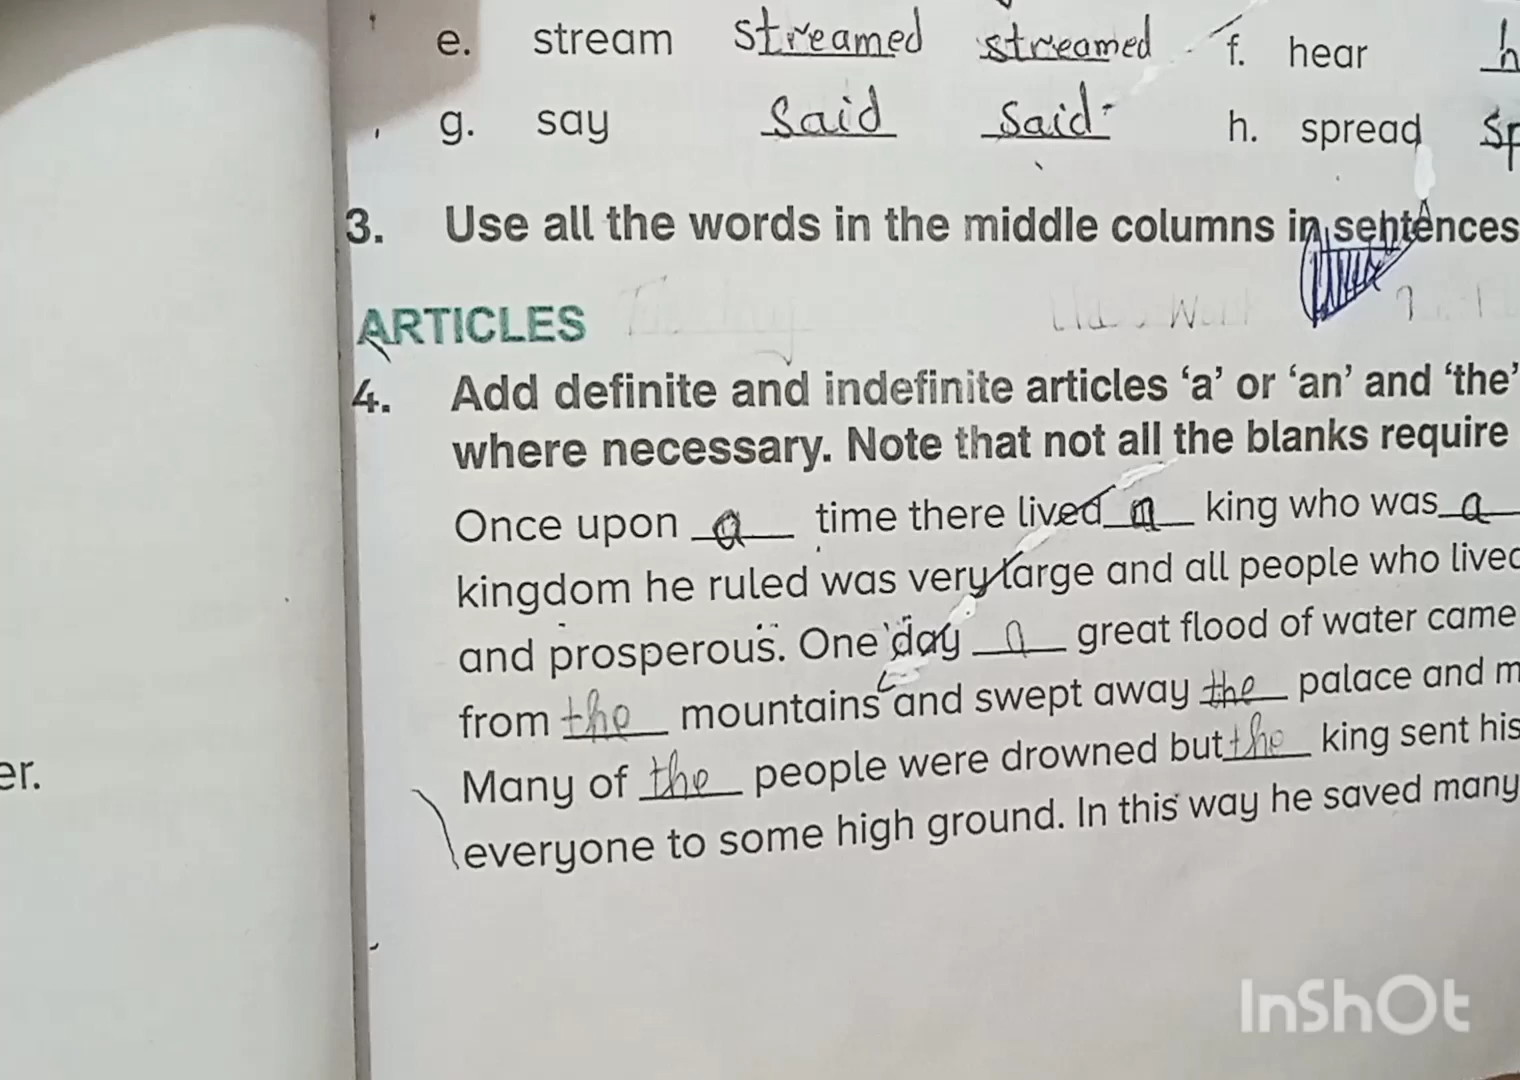 e. stream streamed streamed f. hear h
g. say said said h. spread sp
3. Use all the words in the middle columns in sentences
ARTICLES
4. Add definite and indefinite articles ‘a’ or ‘an’ and ‘the’
where necessary. Note that not all the blanks require
Once upon a time there lived a king who was a
kingdom he ruled was very large and all people who lived
and prosperous. One day a great flood of water came
from the mountains and swept away the palace and m
Many of the people were drowned but the king sent his
er.
everyone to some high ground. In this way he saved many
InShOt